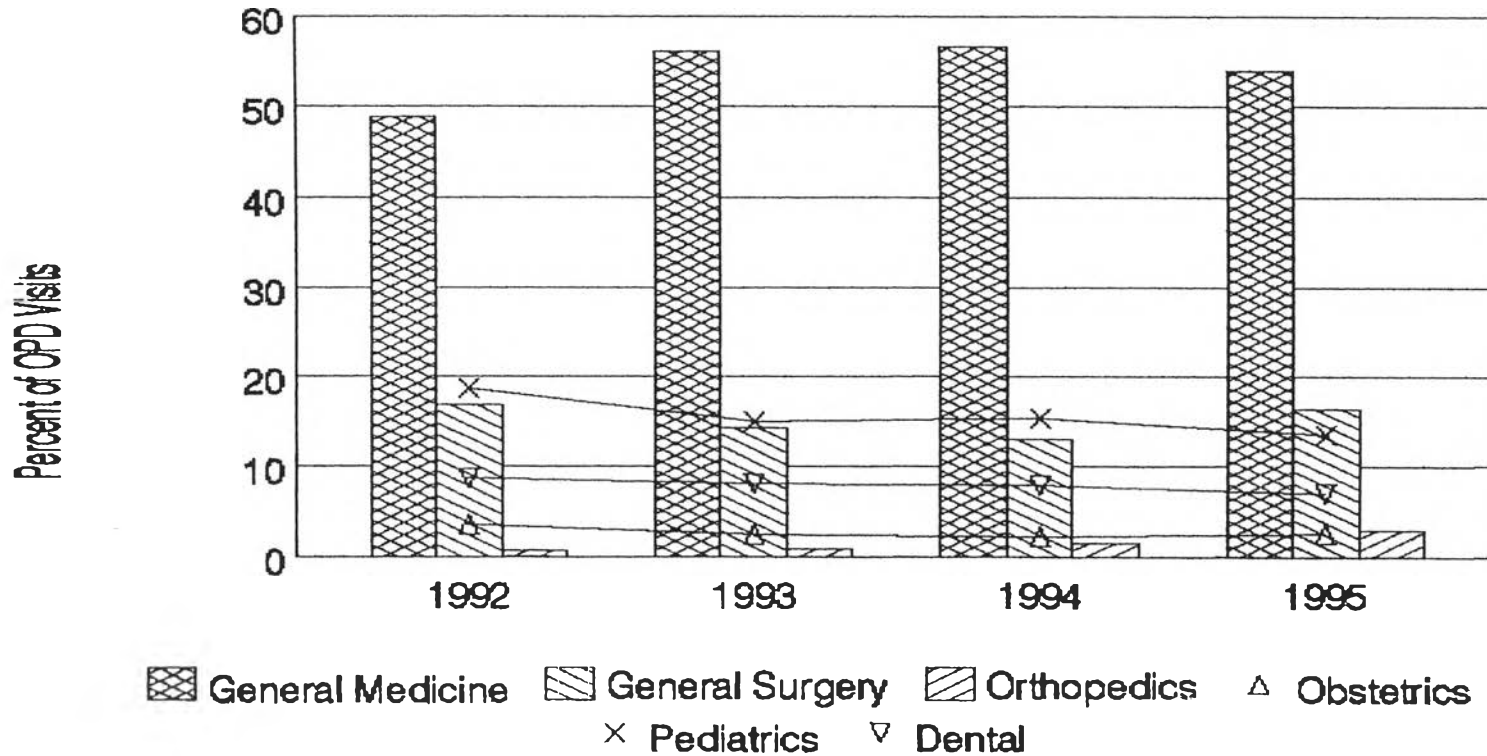 Percent of OPD Visits
60
50
40
30
20
10
0
1992 1993 1994 1995
General Medicine General Surgery Orthopedics Obstetrics
Pediatrics Dental